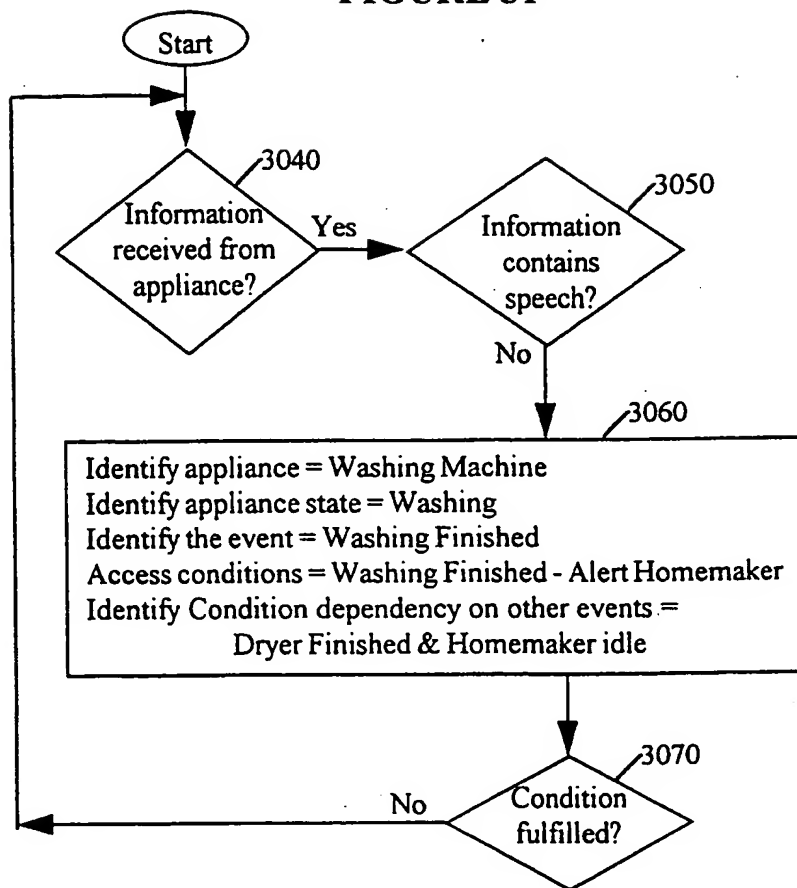 Start
3040
Information
received from
appliance?
Yes
3050
Information
contains
speech?
No
3060
Identify appliance = Washing Machine
Identify appliance state = Washing
Identify the event = Washing Finished
Access conditions = Washing Finished - Alert Homemaker
Identify Condition dependency on other events =
Dryer Finished & Homemaker idle
3070
Condition
fulfilled?
No